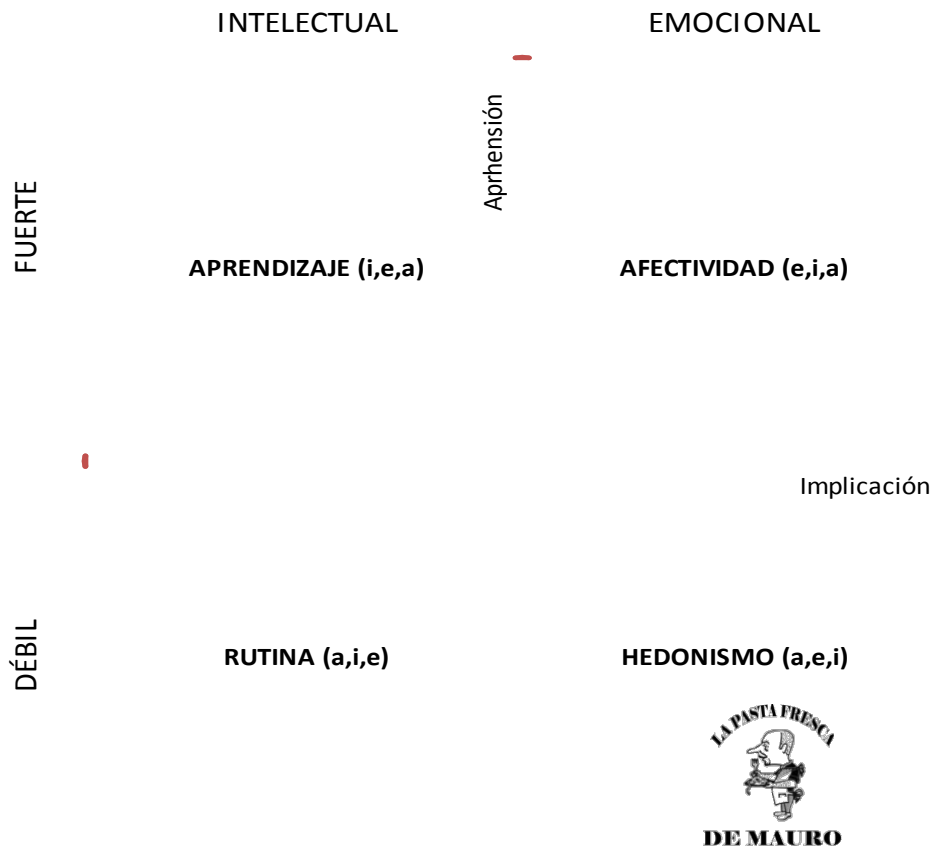 INTELECTUAL EMOCIONAL
Aprhensión
FUERTE
APRENDIZAJE (i,e,a) AFECTIVIDAD (e,i,a)
Implicación
DÉBIL
RUTINA (a,i,e) HEDONISMO (a,e,i)
LA PASTA FRESCA
DE MAURO